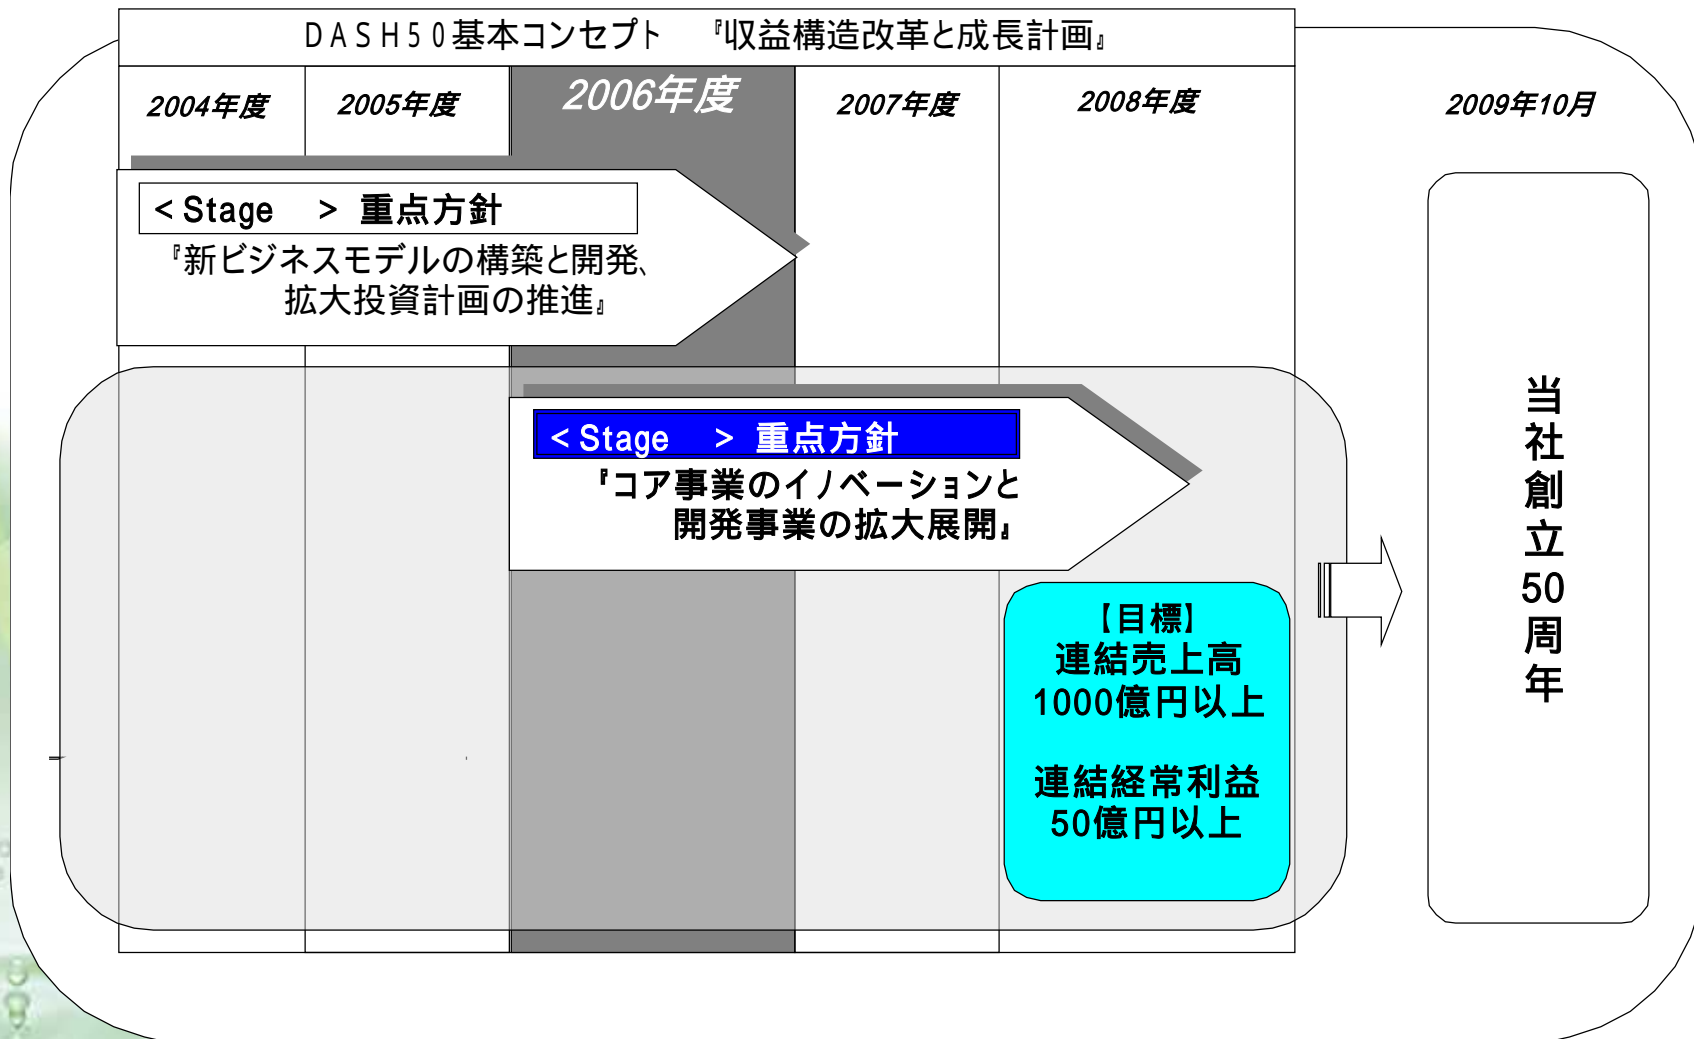 DASH50基本コンセプト 『収益構造改革と成長計画』
2004年度 2005年度 2006年度 2007年度 2008年度 2009年10月
<Stage > 重点方針
『新ビジネスモデルの構築と開発、
拡大投資計画の推進』
<Stage > 重点方針
『コア事業のイノベーションと
開発事業の拡大展開』
【目標】
連結売上高
1000億円以上
連結経常利益
50億円以上
当社創立50周年